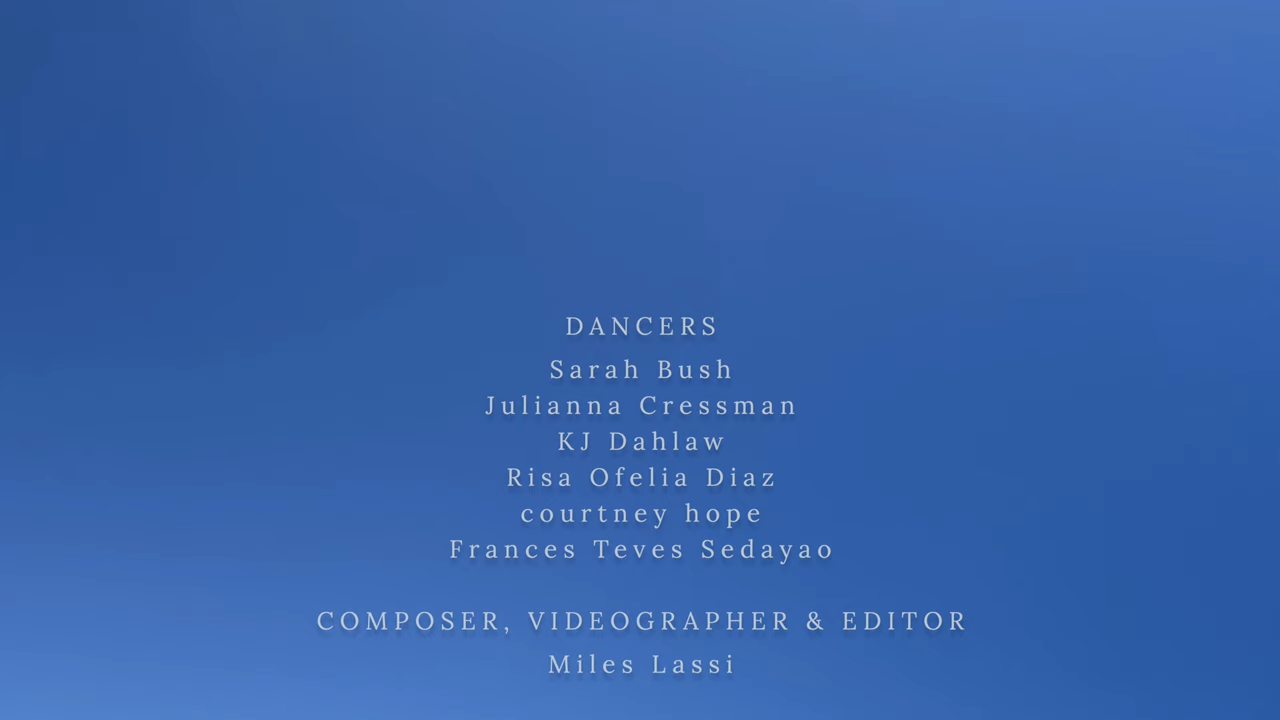 DANCERS
Sarah Bush
Julianna Cressman
KJ Dahlaw
Risa Ofelia Diaz
courtney hope
Frances Teves Sedayao
COMPOSER, VIDEOGRAPHER & EDITOR
Miles Lassi